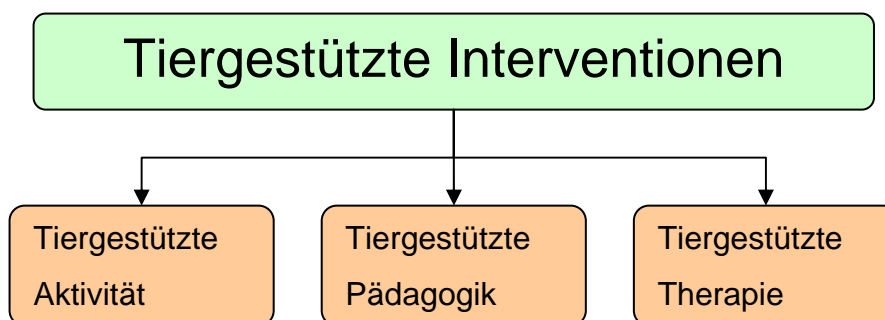 Tiergestützte Interventionen
Tiergestützte
Aktivität
Tiergestützte
Pädagogik
Tiergestützte
Therapie